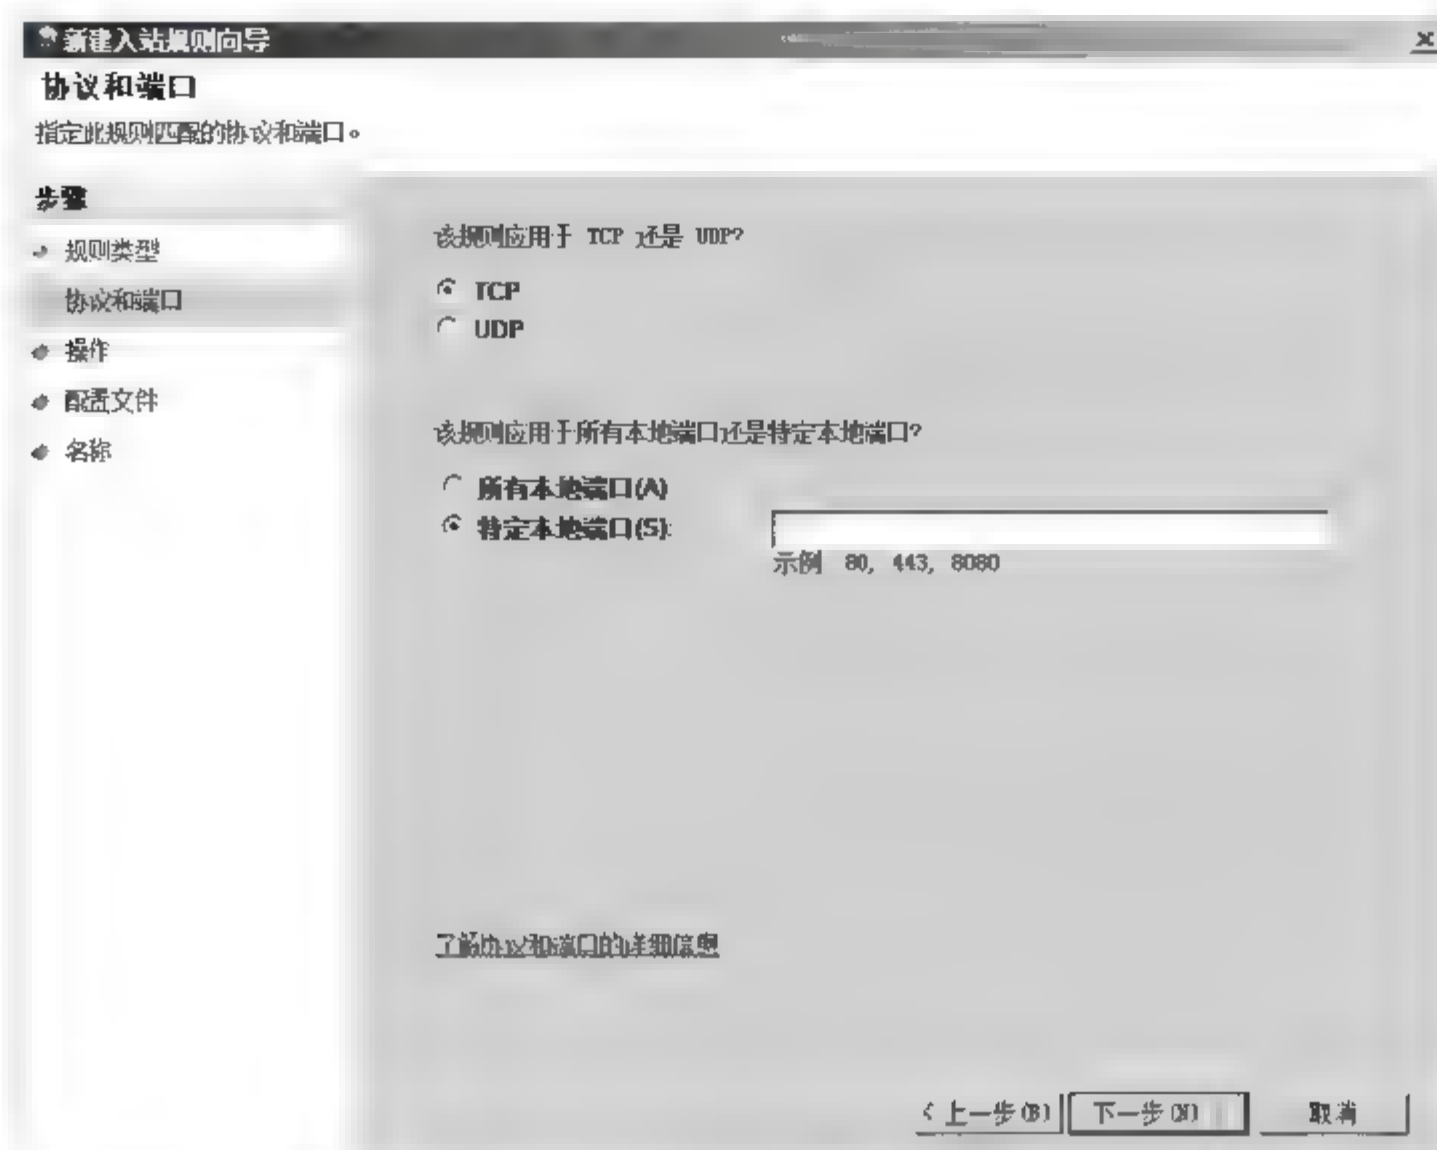 新建入站规则向导
协议和端口
指定此规则匹配的协议和端口。
步骤
规则类型
协议和端口
操作
配置文件
名称
该规则应用于 TCP 还是 UDP?
TCP
UDP
该规则应用于所有本地端口还是特定本地端口?
所有本地端口(A)
特定本地端口(S):
示例 80, 443, 8080
了解协议和端口的详细信息
< 上一步(B) 下一步(N) 取消